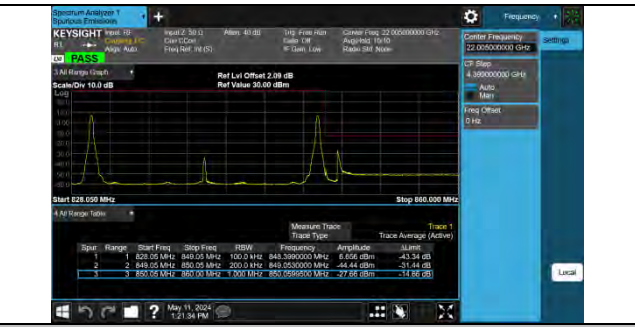 Spectrum Analyzer 1
Spurious Emissions
+
Frequency
KEYSIGHT Input: RF
RL
Coupling: DC
Align: Auto
Input Z: 50 Ω
Corr CCorr
Freq Ref: Int (S)
Atten: 40 dB
Trig: Free Run
Gate: Off
IF Gain: Low
Center Freq: 22.005000000 GHz
Avg|Hold: 10/10
Radio Std: None
PASS
3 All Range Graph
Scale/Div 10.0 dB
Ref Lvl Offset 2.09 dB
Ref Value 30.00 dBm
Log
Start 828.050 MHz
Stop 860.000 MHz
4 All Range Table
Measure Trace Trace 1
Trace Type Trace Average (Active)
Spur Range Start Freq Stop Freq RBW Frequency Amplitude ΔLimit
1 1 828.05 MHz 849.05 MHz 100.0 kHz 848.3990000 MHz 6.656 dBm -43.34 dB
2 2 849.05 MHz 850.05 MHz 200.0 kHz 849.0530000 MHz -44.44 dBm -31.44 dB
3 3 850.05 MHz 860.00 MHz 1.000 MHz 850.0599500 MHz -27.66 dBm -14.66 dB
Center Frequency
22.005000000 GHz
Settings
CF Step
4.399000000 GHz
Auto
Man
Freq Offset
0 Hz
Local
?
May 11, 2024
1:21:34 PM